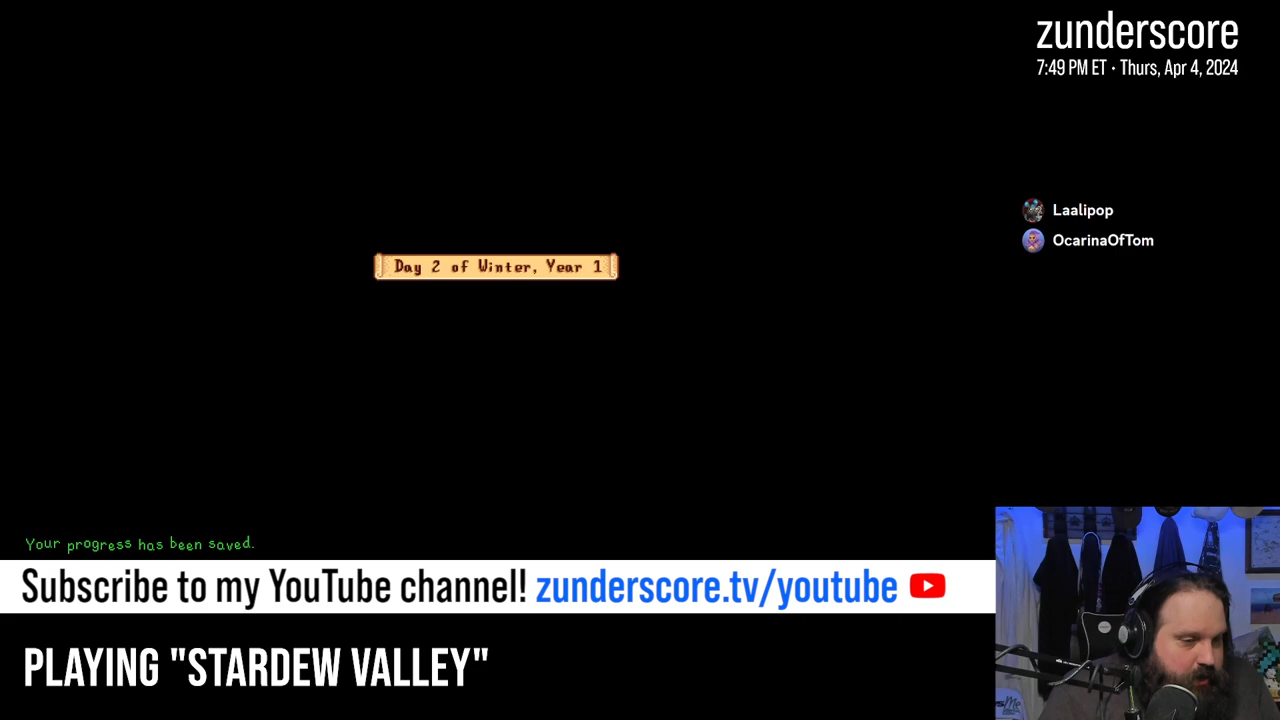 zunderscore
7:49 PM ET · Thurs, Apr 4, 2024
Laalipop
OcarinaOfTom
Day 2 of Winter, Year 1
Your progress has been saved.
Subscribe to my YouTube channel! zunderscore.tv/youtube
PLAYING "STARDEW VALLEY"